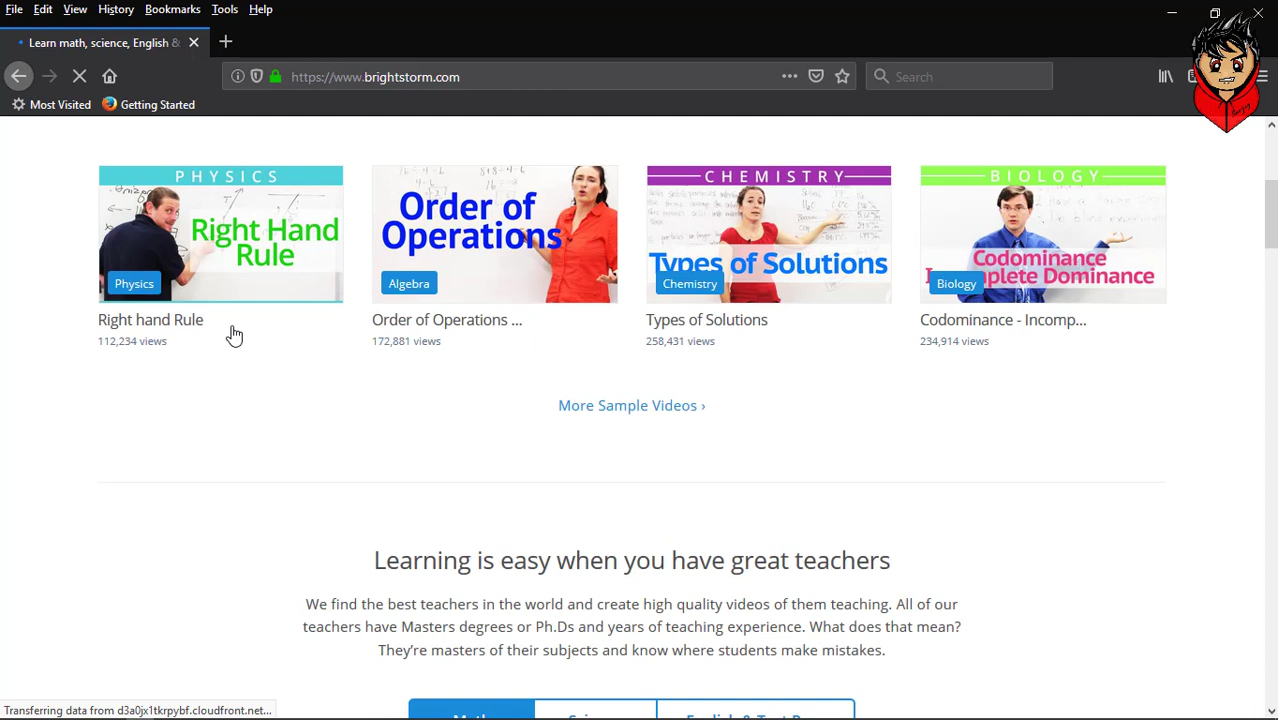 File Edit View History Bookmarks Tools Help
Learn math, science, English &
https://www.brightstorm.com
Search
Most Visited Getting Started
PHYSICS
Right Hand
Rule
Physics
Right hand Rule
112,234 views
Order of
Operations
Algebra
Order of Operations ...
172,881 views
CHEMISTRY
Types of Solutions
Chemistry
Types of Solutions
258,431 views
BIOLOGY
Codominance
Incomplete Dominance
Biology
Codominance - Incomp...
234,914 views
More Sample Videos ›
Learning is easy when you have great teachers
We find the best teachers in the world and create high quality videos of them teaching. All of our
teachers have Masters degrees or Ph.Ds and years of teaching experience. What does that mean?
They’re masters of their subjects and know where students make mistakes.
Transferring data from d3a0jx1tkrpybf.cloudfront.net...